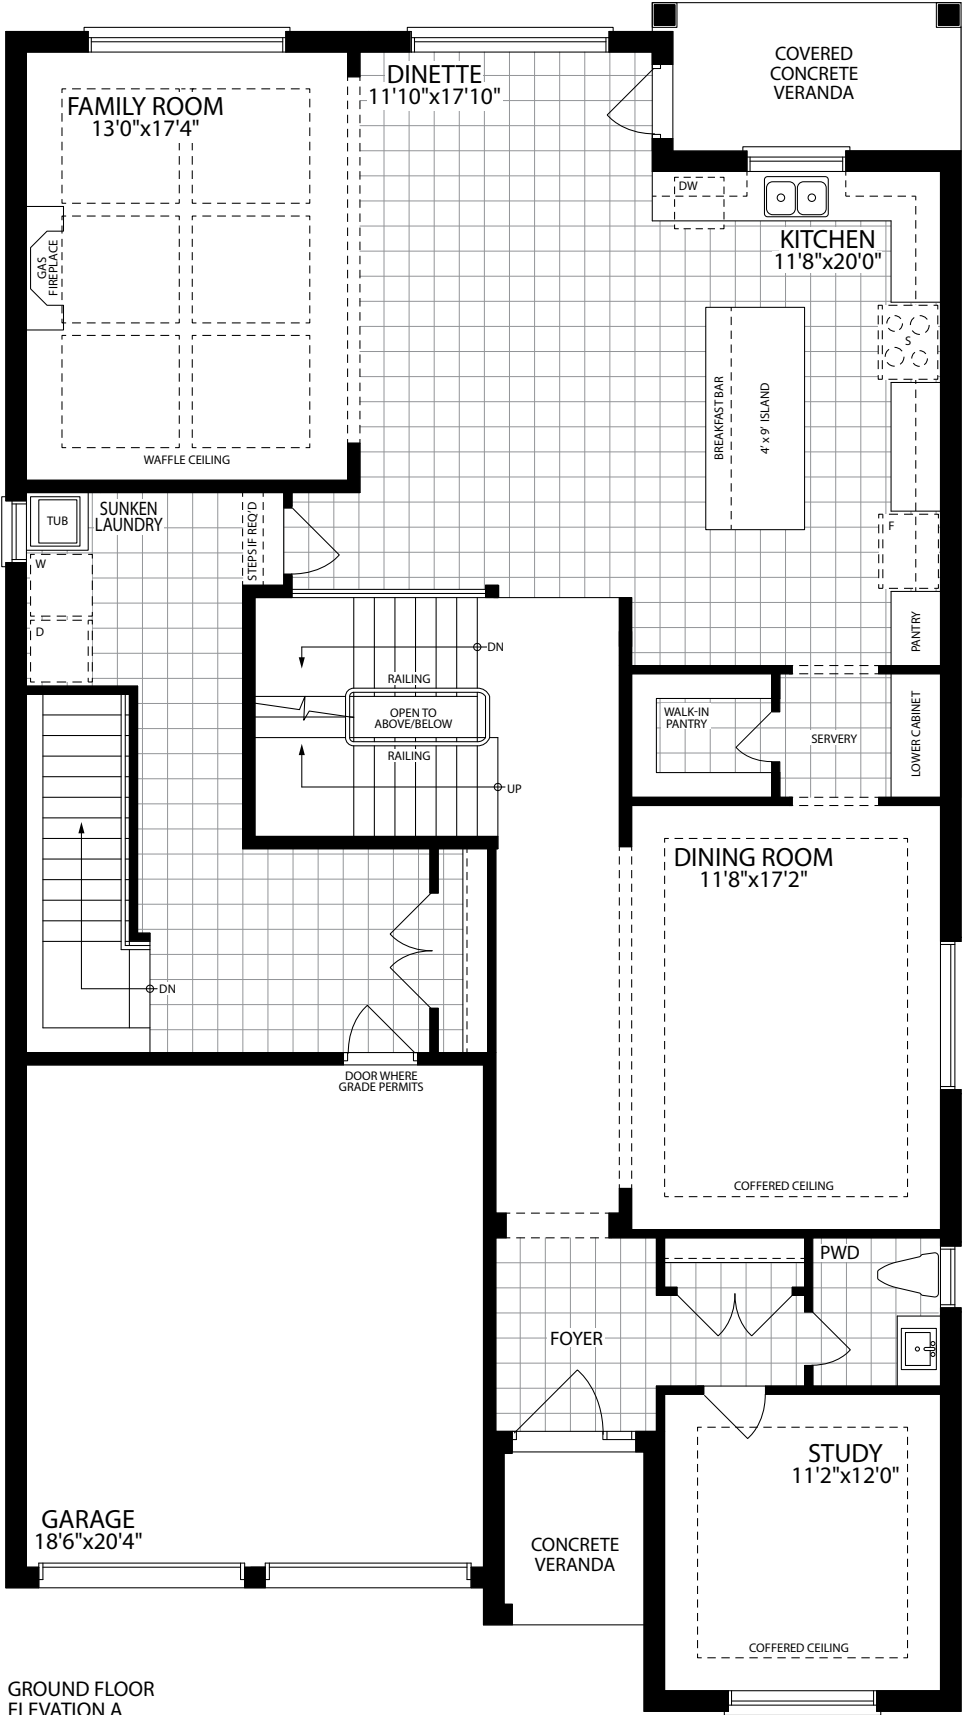 COVERED
CONCRETE
VERANDA
DINETTE
11'10"x17'10"
FAMILY ROOM
13'0"x17'4"
DW
KITCHEN
11'8"x20'0"
GAS
FIREPLACE
S
BREAKFAST BAR
4' x 9' ISLAND
WAFFLE CEILING
TUB
SUNKEN
LAUNDRY
STEPS IF REQ'D
F
W
D
PANTRY
DN
RAILING
OPEN TO
ABOVE/BELOW
RAILING
UP
WALK-IN
PANTRY
SERVERY
LOWER CABINET
DINING ROOM
11'8"x17'2"
DN
DOOR WHERE
GRADE PERMITS
COFFERED CEILING
PWD
FOYER
STUDY
11'2"x12'0"
GARAGE
18'6"x20'4"
CONCRETE
VERANDA
COFFERED CEILING
GROUND FLOOR
ELEVATION A